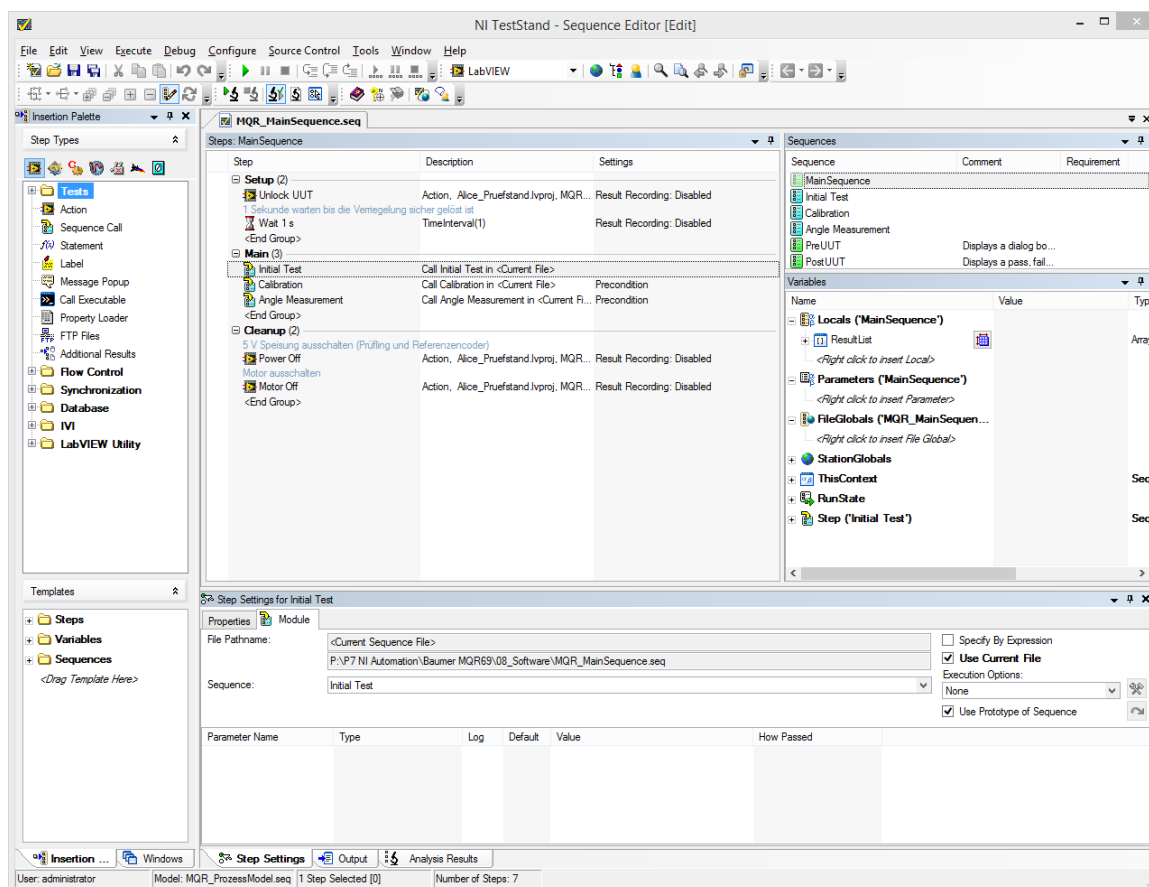 NI TestStand - Sequence Editor [Edit]
File Edit View Execute Debug Configure Source Control Tools Window Help
LabVIEW
Insertion Palette
Step Types
Tests
Action
Sequence Call
f(x) Statement
Label
Message Popup
Call Executable
Property Loader
FTP Files
Additional Results
Flow Control
Synchronization
Database
IVI
LabVIEW Utility
Templates
Steps
Variables
Sequences
<Drag Template Here>
Insertion ... Windows
MQR_MainSequence.seq
Steps: MainSequence
Step Description Settings
Setup (2)
Unlock UUT Action, Alice_Pruefstand.lvproj, MQR... Result Recording: Disabled
1 Sekunde warten bis die Verriegelung sicher gelöst ist
Wait 1 s TimeInterval(1) Result Recording: Disabled
<End Group>
Main (3)
Initial Test Call Initial Test in <Current File>
Calibration Call Calibration in <Current File> Precondition
Angle Measurement Call Angle Measurement in <Current Fi... Precondition
<End Group>
Cleanup (2)
5 V Speisung ausschalten (Prüfling und Referenzencoder)
Power Off Action, Alice_Pruefstand.lvproj, MQR... Result Recording: Disabled
Motor ausschalten
Motor Off Action, Alice_Pruefstand.lvproj, MQR... Result Recording: Disabled
<End Group>
Sequences
Sequence Comment Requirement
MainSequence
Initial Test
Calibration
Angle Measurement
PreUUT Displays a dialog bo...
PostUUT Displays a pass, fail...
Variables
Name Value Typ
Locals ('MainSequence')
ResultList Arra
<Right click to insert Local>
Parameters ('MainSequence')
<Right click to insert Parameter>
FileGlobals ('MQR_MainSequen...
<Right click to insert File Global>
StationGlobals
ThisContext Seq
RunState
Step ('Initial Test') Seq
Step Settings for Initial Test
Properties Module
File Pathname: <Current Sequence File>
P:\P7 NI Automation\Baumer MQR69\08_Software\MQR_MainSequence.seq
Sequence: Initial Test
Specify By Expression
Use Current File
Execution Options:
None
Use Prototype of Sequence
Parameter Name Type Log Default Value How Passed
Step Settings Output Analysis Results
User: administrator Model: MQR_ProzessModel.seq 1 Step Selected [0] Number of Steps: 7